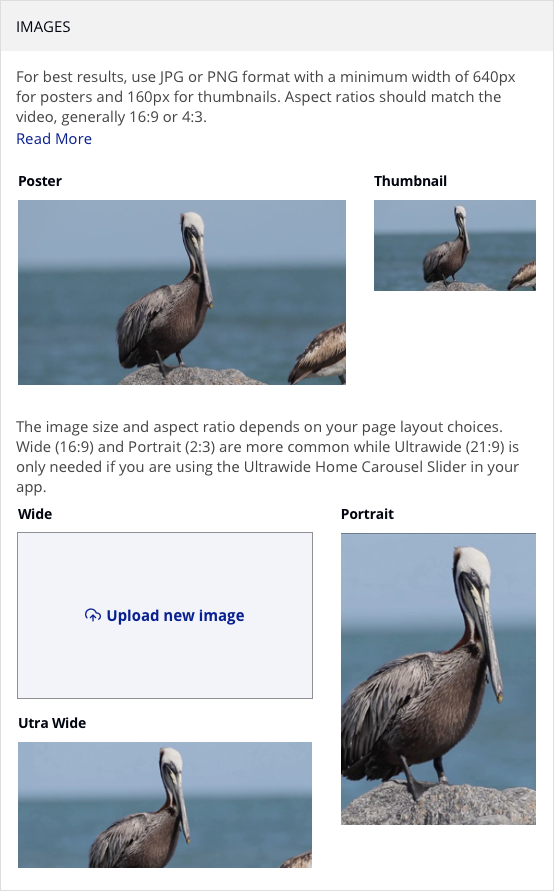 IMAGES
For best results, use JPG or PNG format with a minimum width of 640px
for posters and 160px for thumbnails. Aspect ratios should match the
video, generally 16:9 or 4:3.
Read More
Poster
Thumbnail
The image size and aspect ratio depends on your page layout choices.
Wide (16:9) and Portrait (2:3) are more common while Ultrawide (21:9) is
only needed if you are using the Ultrawide Home Carousel Slider in your
app.
Wide
Portrait
Upload new image
Utra Wide